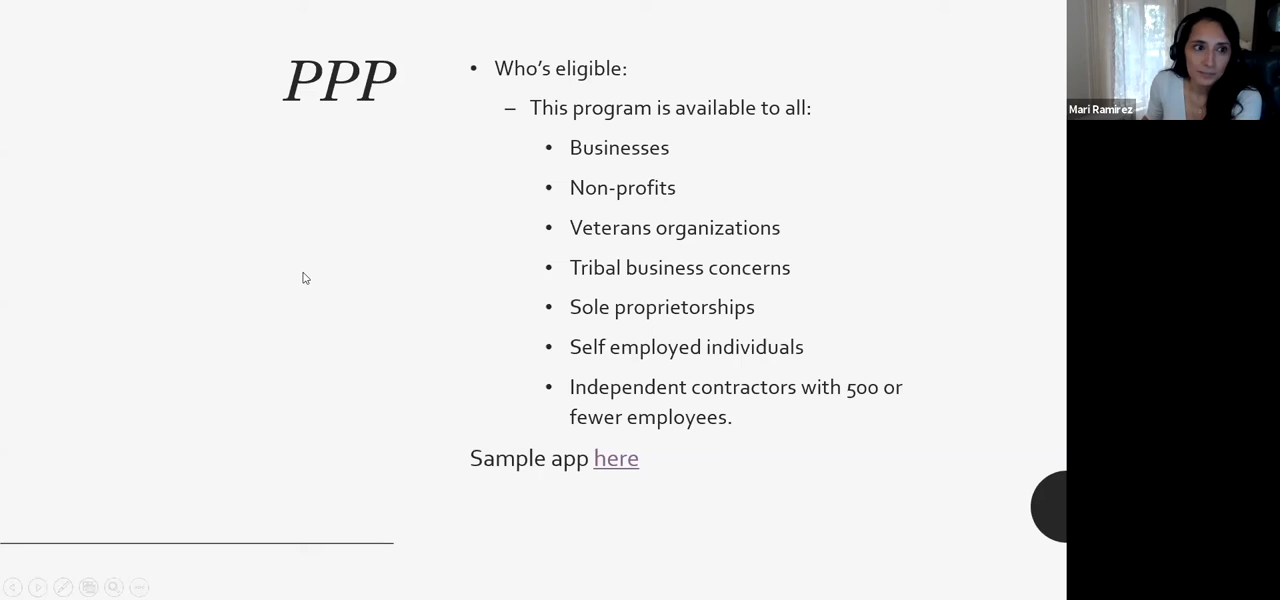 PPP
• Who’s eligible:
– This program is available to all:
• Businesses
• Non-profits
• Veterans organizations
• Tribal business concerns
• Sole proprietorships
• Self employed individuals
• Independent contractors with 500 or
fewer employees.
Sample app here
Mari Ramirez